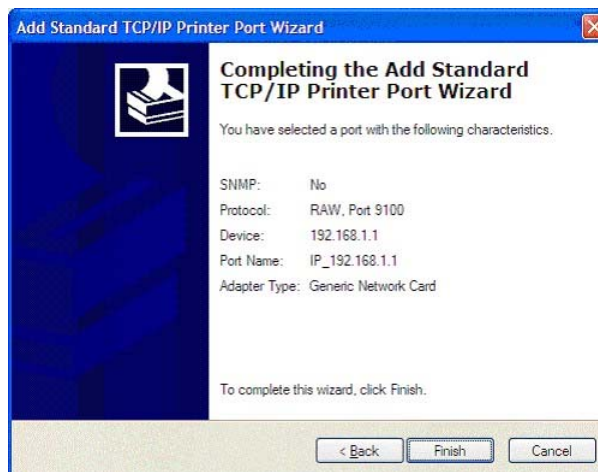 Add Standard TCP/IP Printer Port Wizard
Completing the Add Standard
TCP/IP Printer Port Wizard
You have selected a port with the following characteristics.
SNMP: No
Protocol: RAW, Port 9100
Device: 192.168.1.1
Port Name: IP_192.168.1.1
Adapter Type: Generic Network Card
To complete this wizard, click Finish.
< Back Finish Cancel